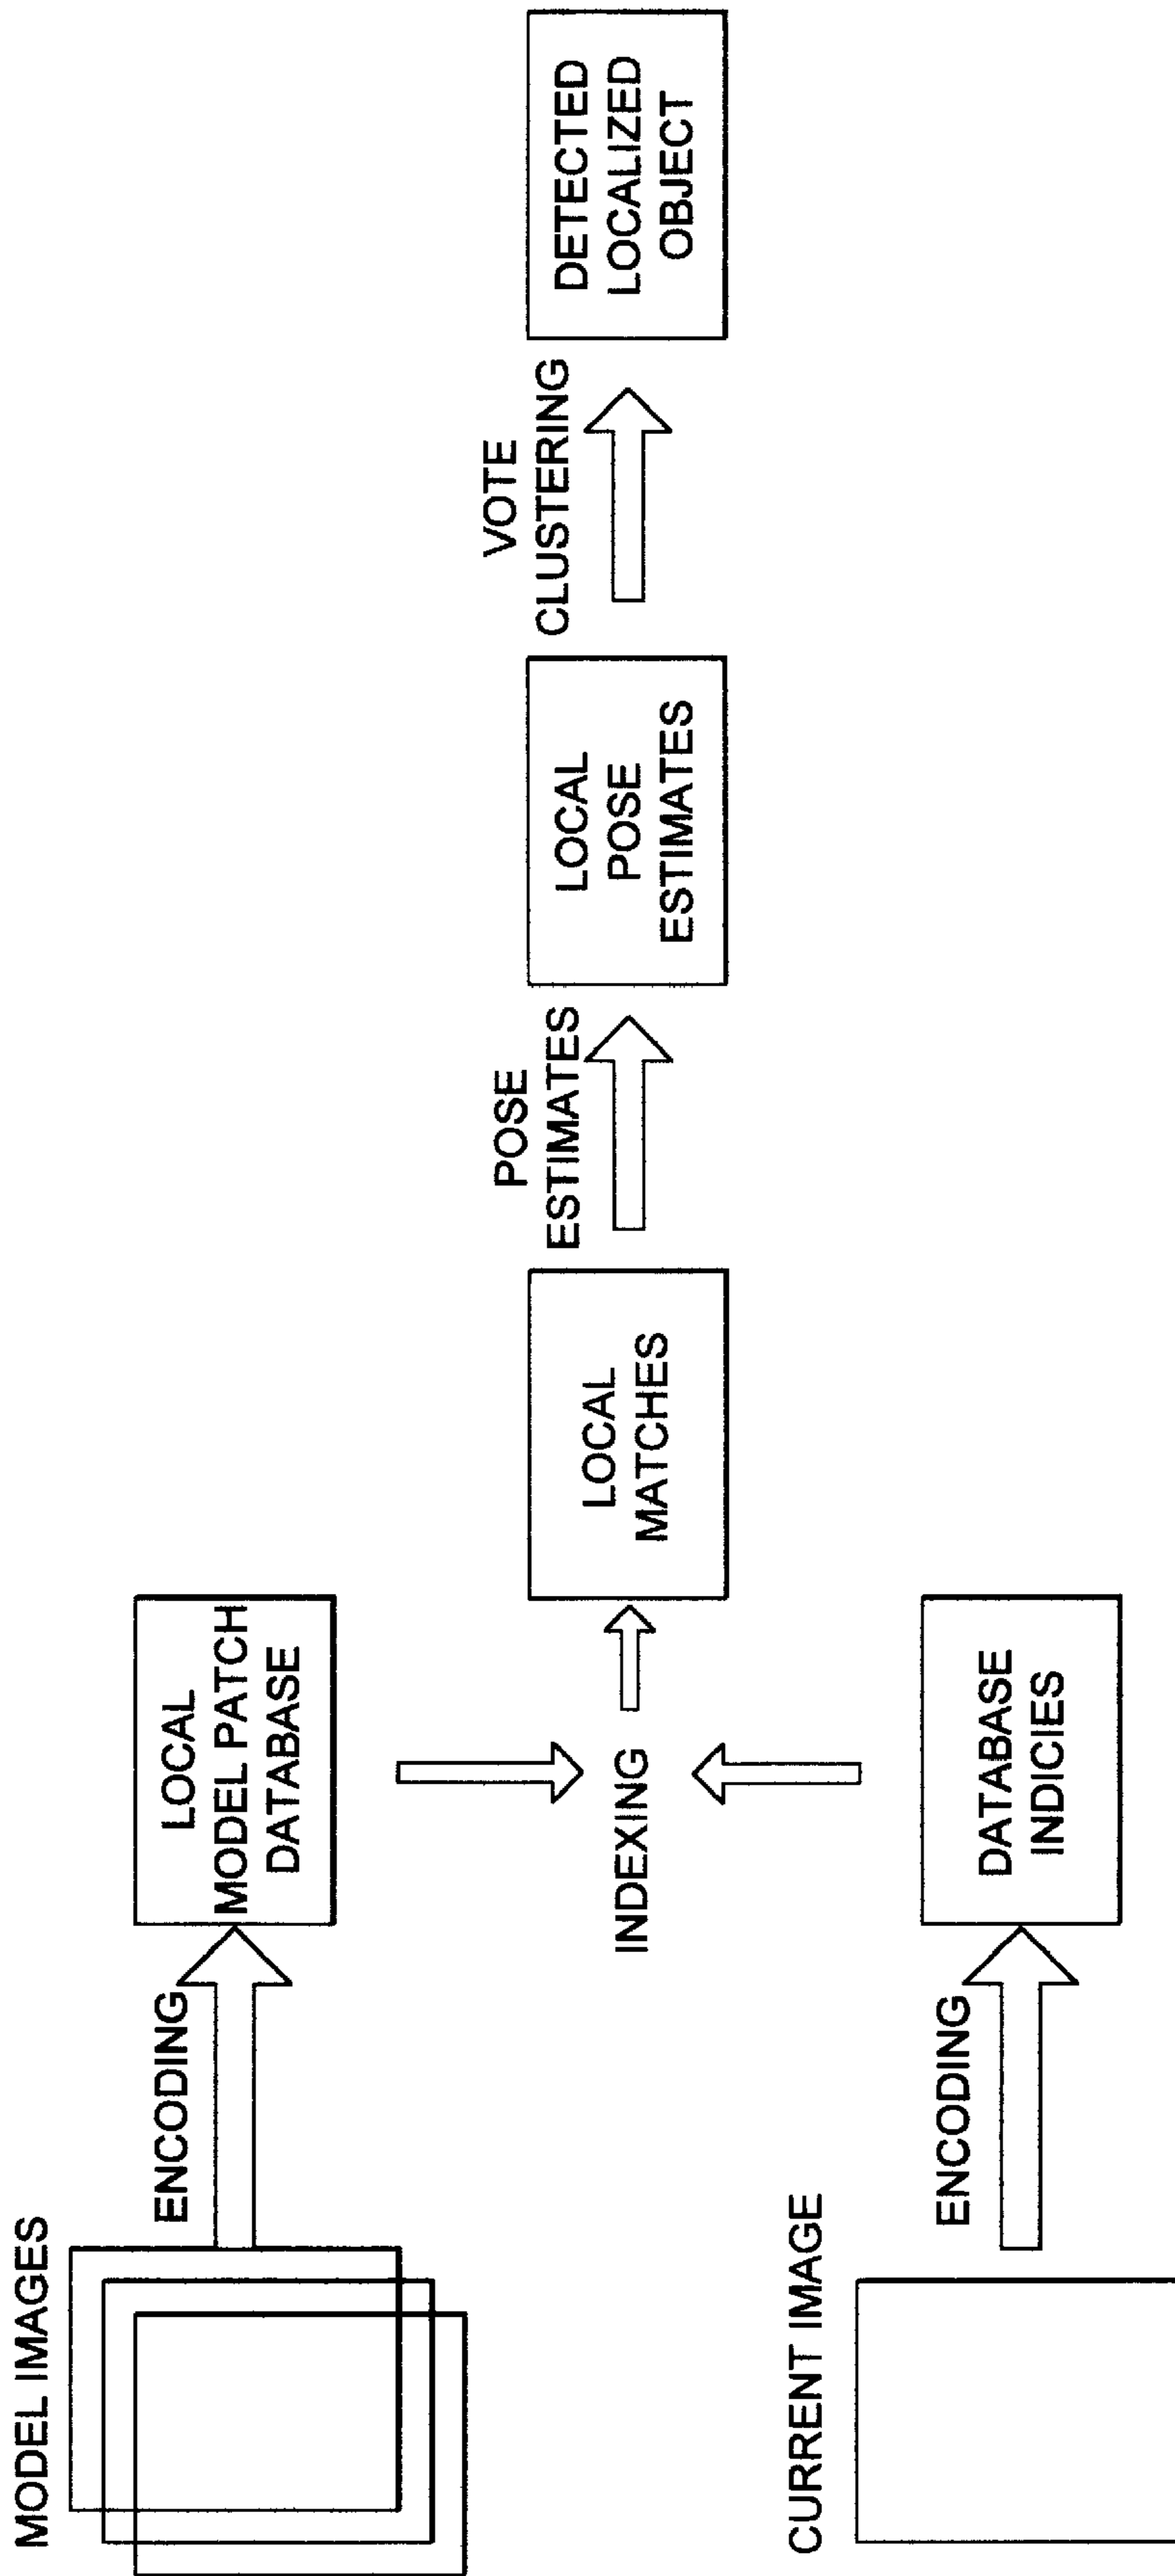 MODEL IMAGES
ENCODING
LOCAL
MODEL PATCH
DATABASE
CURRENT IMAGE
ENCODING
DATABASE
INDICIES
INDEXING
LOCAL
MATCHES
POSE
ESTIMATES
LOCAL
POSE
ESTIMATES
VOTE
CLUSTERING
DETECTED
LOCALIZED
OBJECT